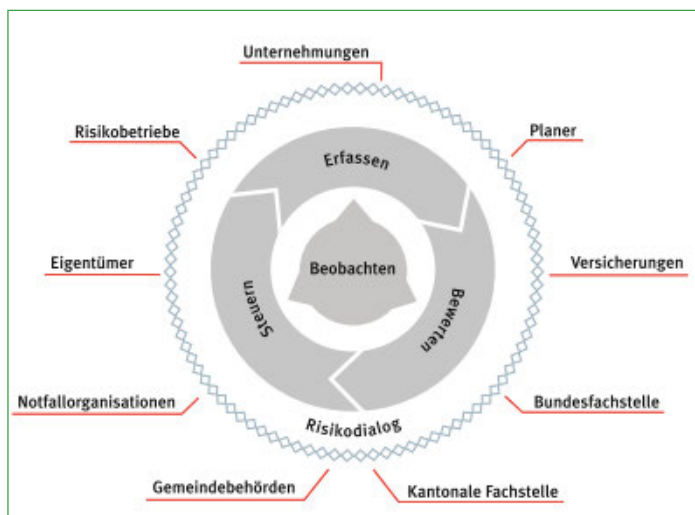 Unternehmungen
Risikobetriebe
Planer
Erfassen
Eigentümer
Beobachten
Versicherungen
Steuern
Bewerten
Notfallorganisationen
Bundesfachstelle
Risikodialog
Gemeindebehörden
Kantonale Fachstelle